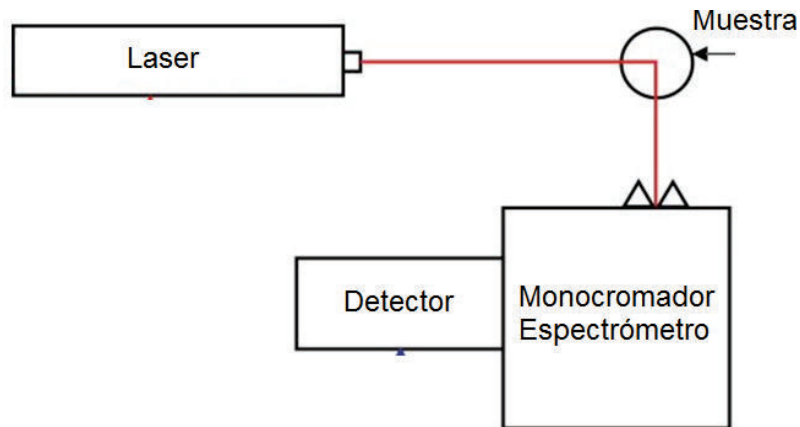 Muestra
Laser
Detector
Monocromador
Espectrómetro